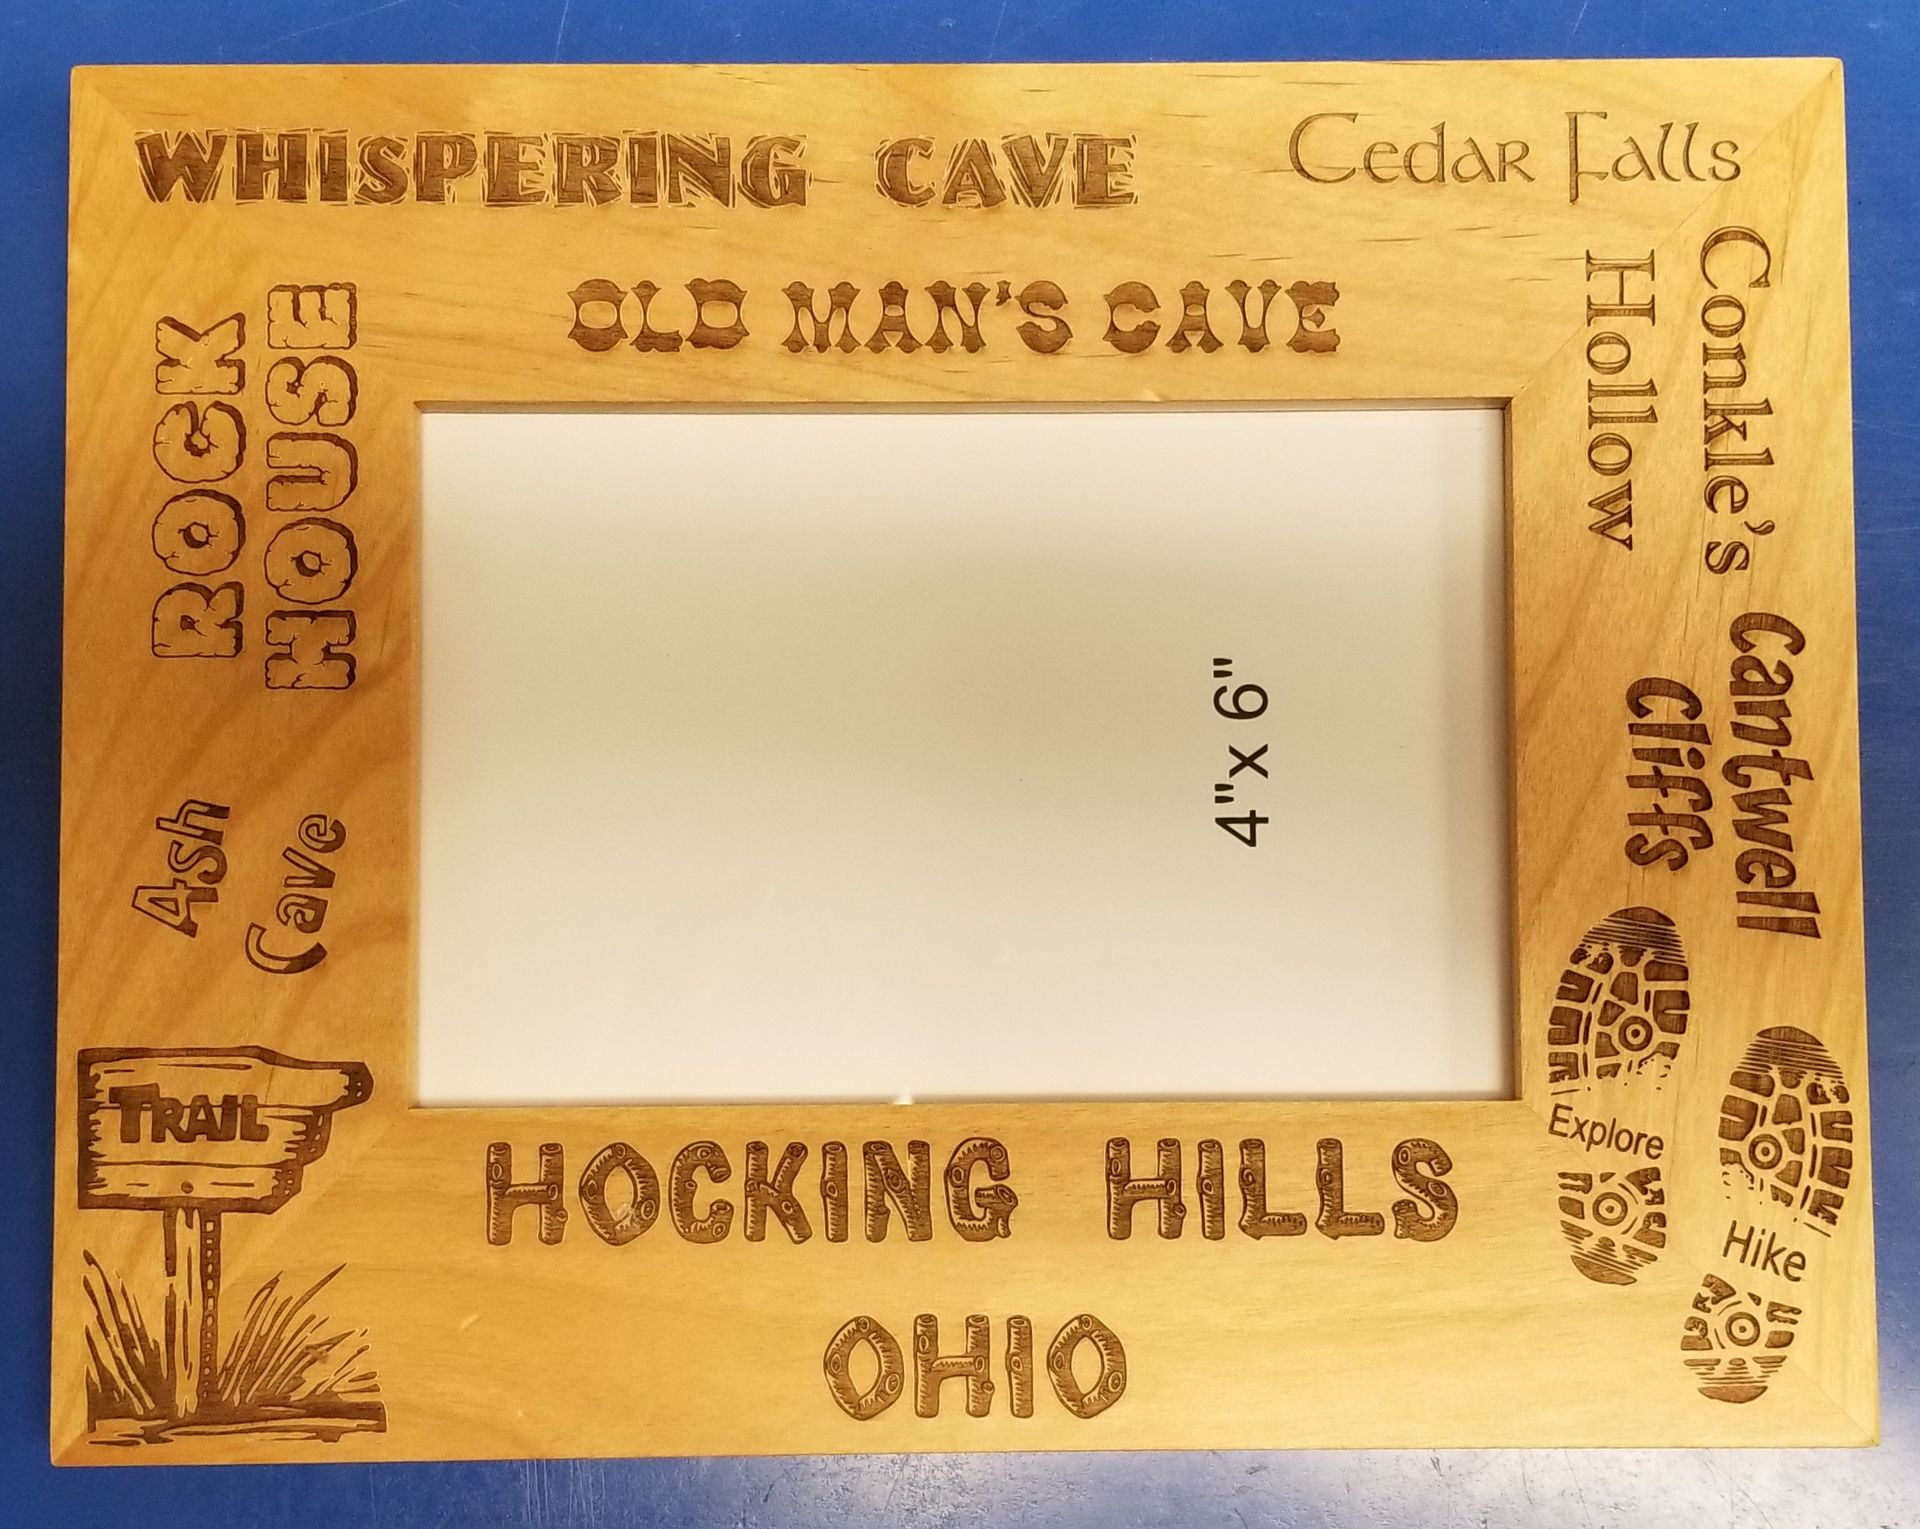 WHISPERING CAVE
Cedar Falls
OLD MAN'S CAVE
ROCK
HOUSE
Conkle's
Hollow
Cantwell
Cliffs
Ash
Cave
4"x 6"
TRAIL
Explore
Hike
HOCKING HILLS
OHIO